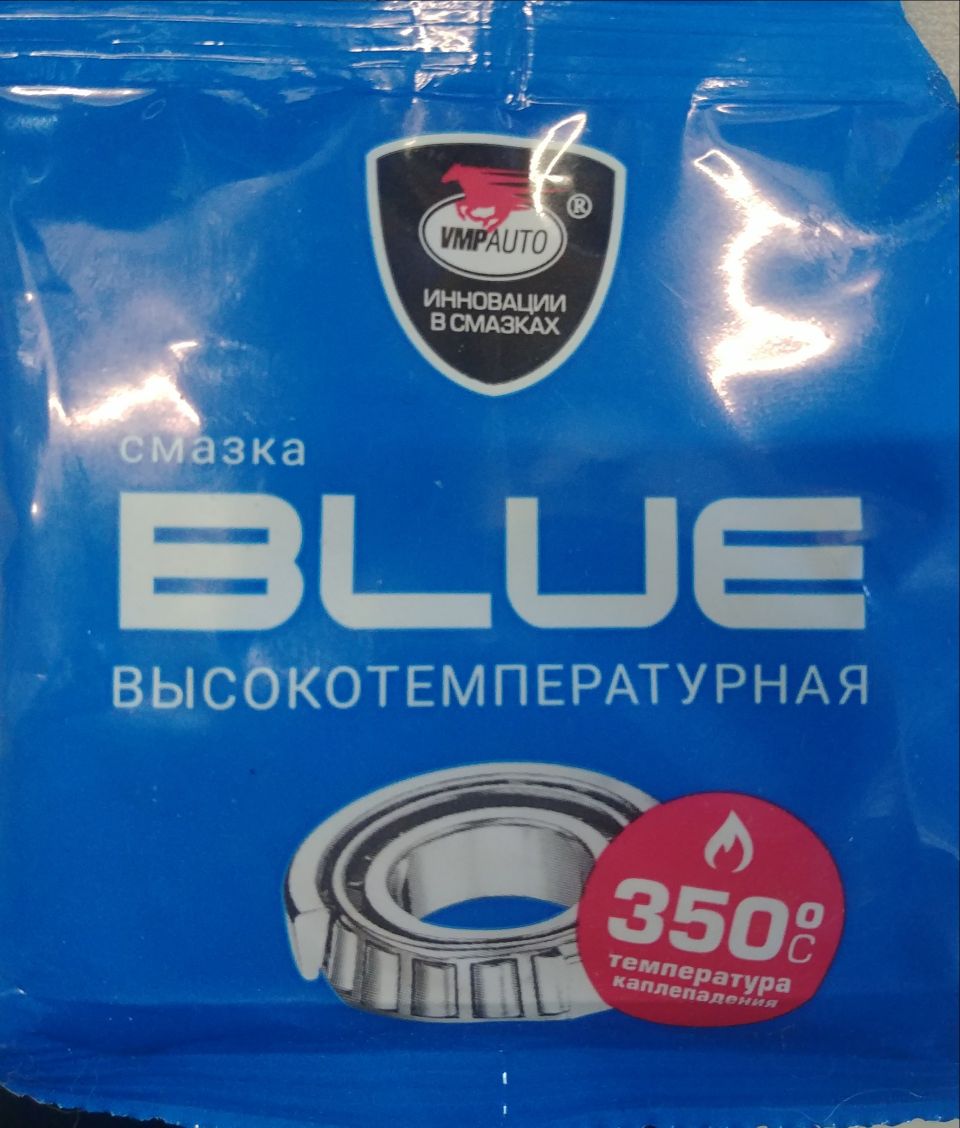 VMPAUTO ®
ИННОВАЦИИ
В СМАЗКАХ
смазка
BLUE
ВЫСОКОТЕМПЕРАТУРНАЯ
350°C
температура
каплепадения